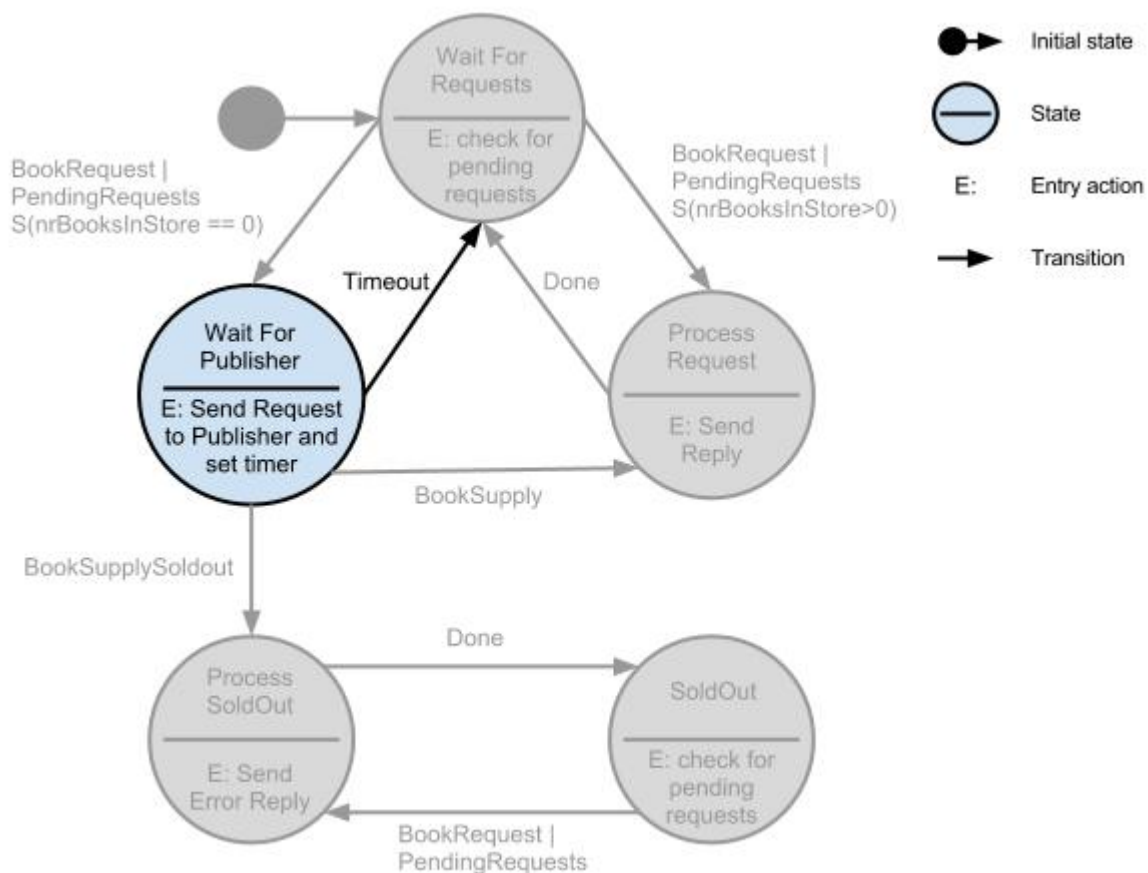 Wait For
Requests
E: check for
pending
requests
BookRequest |
PendingRequests
S(nrBooksInStore == 0)
BookRequest |
PendingRequests
S(nrBooksInStore>0)
Timeout
Done
Wait For
Publisher
E: Send Request
to Publisher and
set timer
Process
Request
E: Send
Reply
BookSupply
BookSupplySoldout
Process
SoldOut
E: Send
Error Reply
Done
SoldOut
E: check for
pending
requests
BookRequest |
PendingRequests
Initial state
State
E:
Entry action
Transition